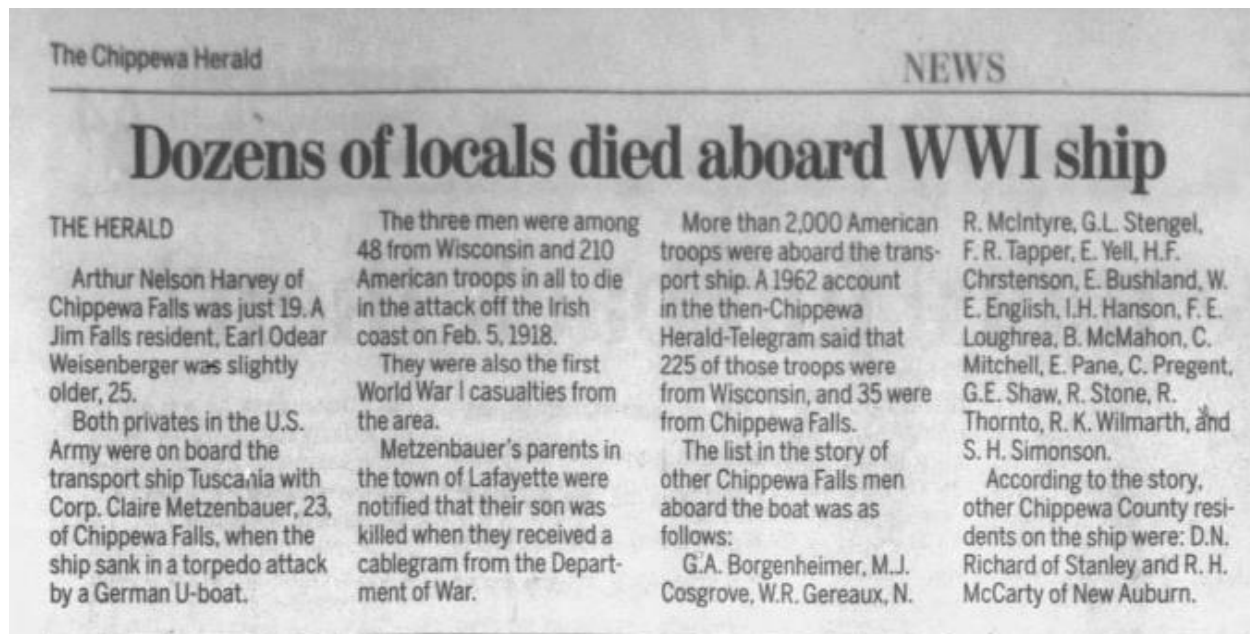 The Chippewa Herald
NEWS
Dozens of locals died aboard WWI ship
THE HERALD
Arthur Nelson Harvey of
Chippewa Falls was just 19. A
Jim Falls resident, Earl Odear
Weisenberger was slightly
older, 25.
Both privates in the U.S.
Army were on board the
transport ship Tuscania with
Corp. Claire Metzenbauer, 23,
of Chippewa Falls, when the
ship sank in a torpedo attack
by a German U-boat.
The three men were among
48 from Wisconsin and 210
American troops in all to die
in the attack off the Irish
coast on Feb. 5, 1918.
They were also the first
World War I casualties from
the area.
Metzenbauer's parents in
the town of Lafayette were
notified that their son was
killed when they received a
cablegram from the Depart-
ment of War.
More than 2,000 American
troops were aboard the trans-
port ship. A 1962 account
in the then-Chippewa
Herald-Telegram said that
225 of those troops were
from Wisconsin, and 35 were
from Chippewa Falls.
The list in the story of
other Chippewa Falls men
aboard the boat was as
follows:
G.A. Borgenheimer, M.J.
Cosgrove, W.R. Gereaux, N.
R. McIntyre, G.L. Stengel,
F. R. Tapper, E. Yell, H.F.
Chrstenson, E. Bushland, W.
E. English, I.H. Hanson, F. E.
Loughrea, B. McMahon, C.
Mitchell, E. Pane, C. Pregent,
G.E. Shaw, R. Stone, R.
Thornto, R. K. Wilmarth, and
S. H. Simonson.
According to the story,
other Chippewa County resi-
dents on the ship were: D.N.
Richard of Stanley and R. H.
McCarty of New Auburn.